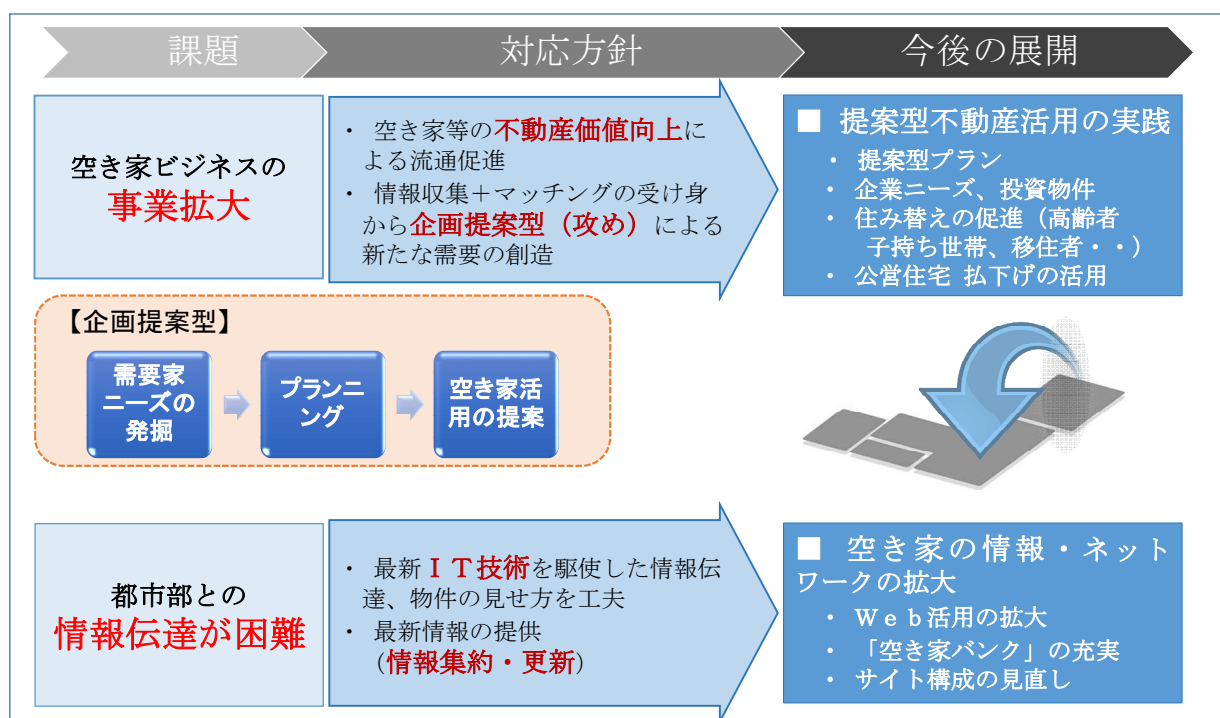 課題
対応方針
今後の展開
空き家ビジネスの
事業拡大
・ 空き家等の不動産価値向上に
よる流通促進
・ 情報収集＋マッチングの受け身
から企画提案型（攻め）による
新たな需要の創造
■ 提案型不動産活用の実践
・ 提案型プラン
・ 企業ニーズ、投資物件
・ 住み替えの促進（高齢者
子持ち世帯、移住者・・）
・ 公営住宅 払下げの活用
【企画提案型】
需要家
ニーズの
発掘
プランニ
ング
空き家活
用の提案
都市部との
情報伝達が困難
・ 最新ＩＴ技術を駆使した情報伝
達、物件の見せ方を工夫
・ 最新情報の提供
（情報集約・更新）
■ 空き家の情報・ネット
ワークの拡大
・ Ｗｅｂ活用の拡大
・ 「空き家バンク」の充実
・ サイト構成の見直し